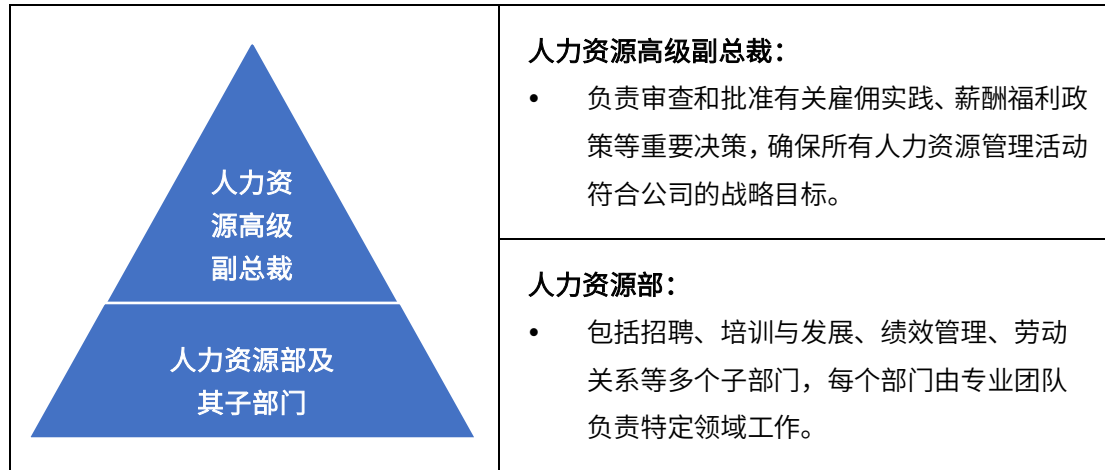 人力资
源高级
副总裁
人力资源部及
其子部门
人力资源高级副总裁：
• 负责审查和批准有关雇佣实践、薪酬福利政
策等重要决策，确保所有人力资源管理活动
符合公司的战略目标。
人力资源部：
• 包括招聘、培训与发展、绩效管理、劳动
关系等多个子部门，每个部门由专业团队
负责特定领域工作。